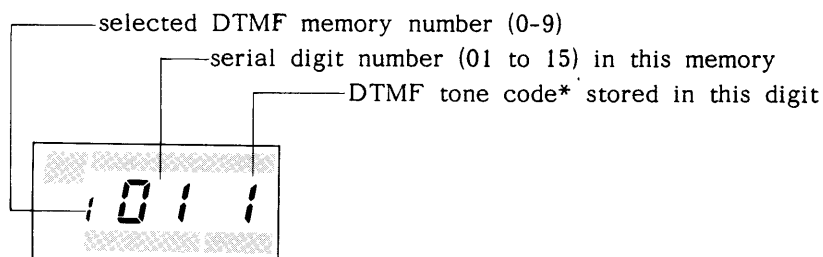 selected DTMF memory number (0-9)
serial digit number (01 to 15) in this memory
DTMF tone code* stored in this digit
1 01 1